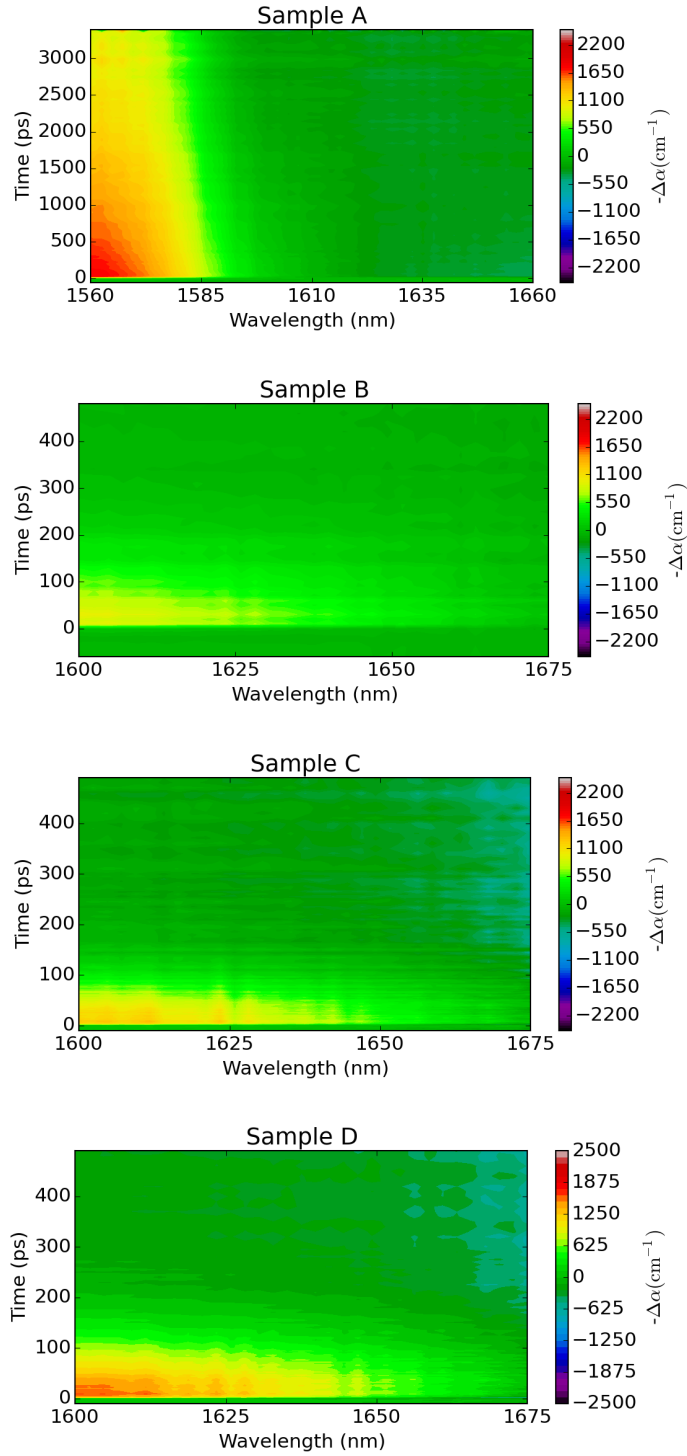 Sample A
3000
2500
2000
1500
1000
500
0
1560 1585 1610 1635 1660
Wavelength (nm)
Time (ps)
2200
1650
1100
550
0
−550
−1100
−1650
−2200
-Δα(cm⁻¹)
Sample B
400
300
200
100
0
1600 1625 1650 1675
Wavelength (nm)
Time (ps)
2200
1650
1100
550
0
−550
−1100
−1650
−2200
-Δα(cm⁻¹)
Sample C
400
300
200
100
0
1600 1625 1650 1675
Wavelength (nm)
Time (ps)
2200
1650
1100
550
0
−550
−1100
−1650
−2200
-Δα(cm⁻¹)
Sample D
400
300
200
100
0
1600 1625 1650 1675
Wavelength (nm)
Time (ps)
2500
1875
1250
625
0
−625
−1250
−1875
−2500
-Δα(cm⁻¹)